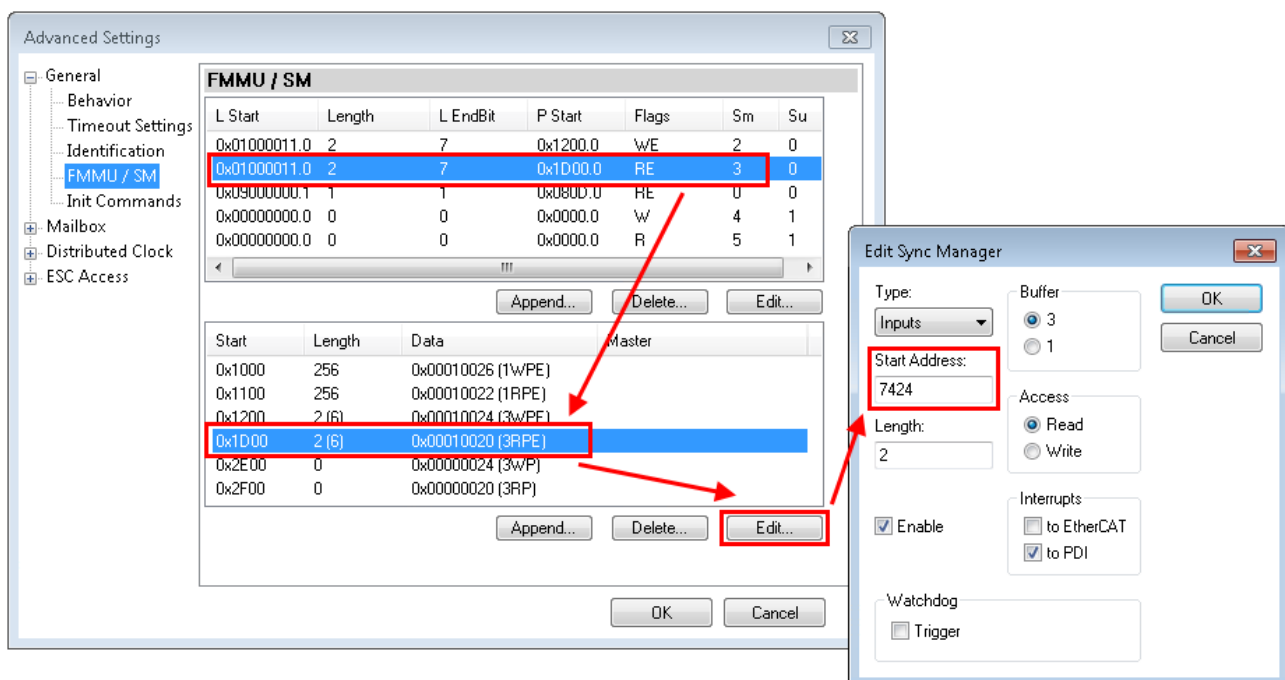 Advanced Settings
General
Behavior
Timeout Settings
Identification
FMMU / SM
Init Commands
Mailbox
Distributed Clock
ESC Access
FMMU / SM
L Start Length L EndBit P Start Flags Sm Su
0x01000011.0 2 7 0x1200.0 WE 2 0
0x01000011.0 2 7 0x1D00.0 RE 3 0
0x09000000.1 1 1 0x080D.0 RE 0 0
0x00000000.0 0 0 0x0000.0 W 4 1
0x00000000.0 0 0 0x0000.0 R 5 1
Append... Delete... Edit...
Start Length Data Master
0x1000 256 0x00010026 (1WPE)
0x1100 256 0x00010022 (1RPE)
0x1200 2 (6) 0x00010024 (3WPE)
0x1D00 2 (6) 0x00010020 (3RPE)
0x2E00 0 0x00000024 (3WP)
0x2F00 0 0x00000020 (3RP)
Append... Delete... Edit...
OK Cancel
Edit Sync Manager
Type:
Inputs
Start Address:
7424
Length:
2
Enable
Buffer
3
1
Access
Read
Write
Interrupts
to EtherCAT
to PDI
Watchdog
Trigger
OK
Cancel